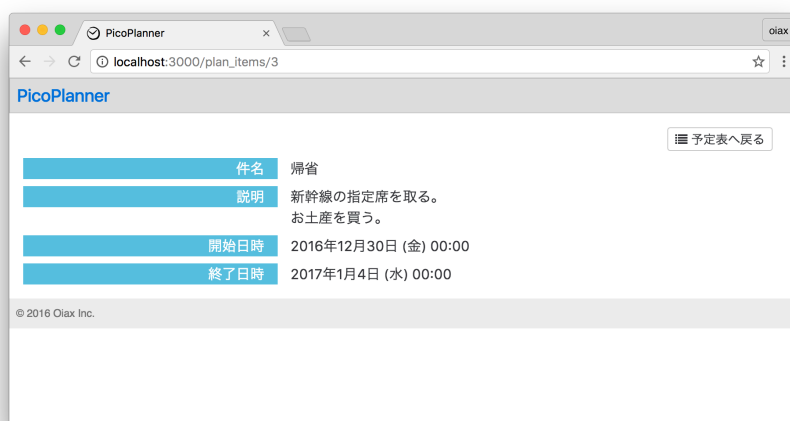 PicoPlanner
oiax
localhost:3000/plan_items/3
PicoPlanner
予定表へ戻る
件名 帰省
説明 新幹線の指定席を取る。
お土産を買う。
開始日時 2016年12月30日 (金) 00:00
終了日時 2017年1月4日 (水) 00:00
© 2016 Oiax Inc.